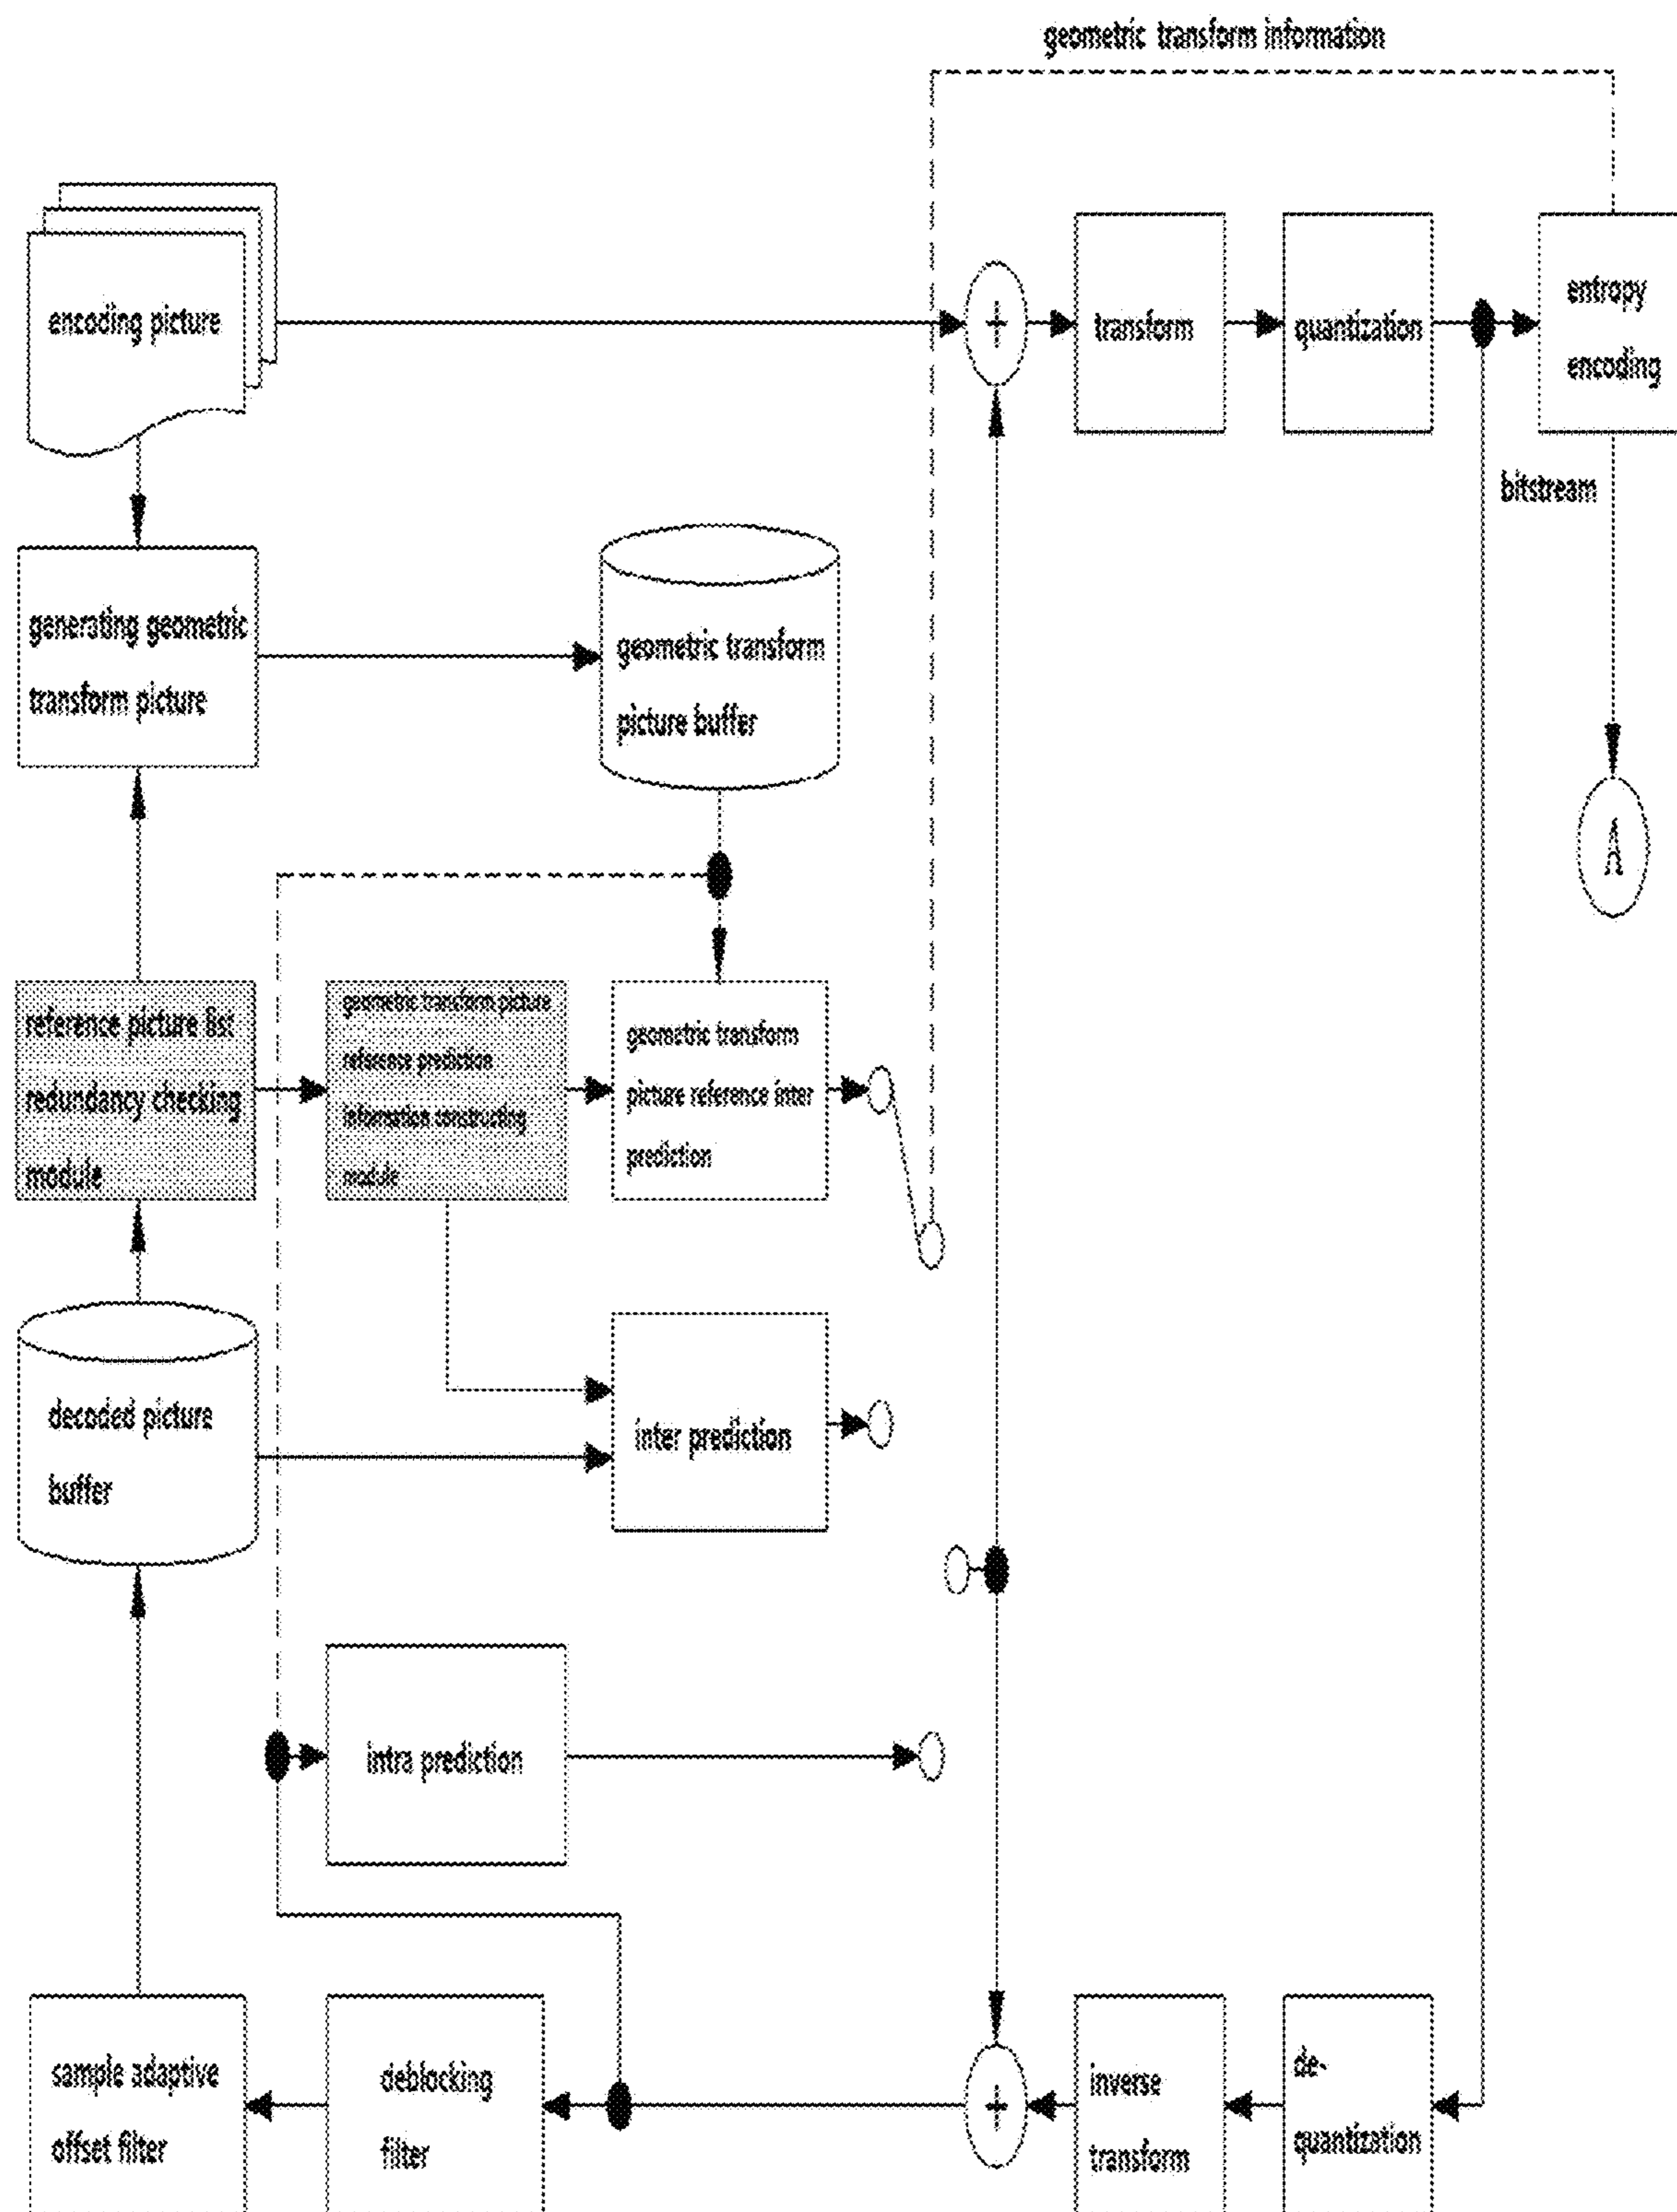 geometric transform information
encoding picture
+
transform
quantization
entropy
encoding
bitstream
generating geometric
transform picture
geometric transform
picture buffer
A
reference picture list
redundancy checking
module
geometric transform picture
reference prediction
information constructing
module
geometric transform
picture reference inter
prediction
decoded picture
buffer
inter prediction
intra prediction
sample adaptive
offset filter
deblocking
filter
+
inverse
transform
de-
quantization